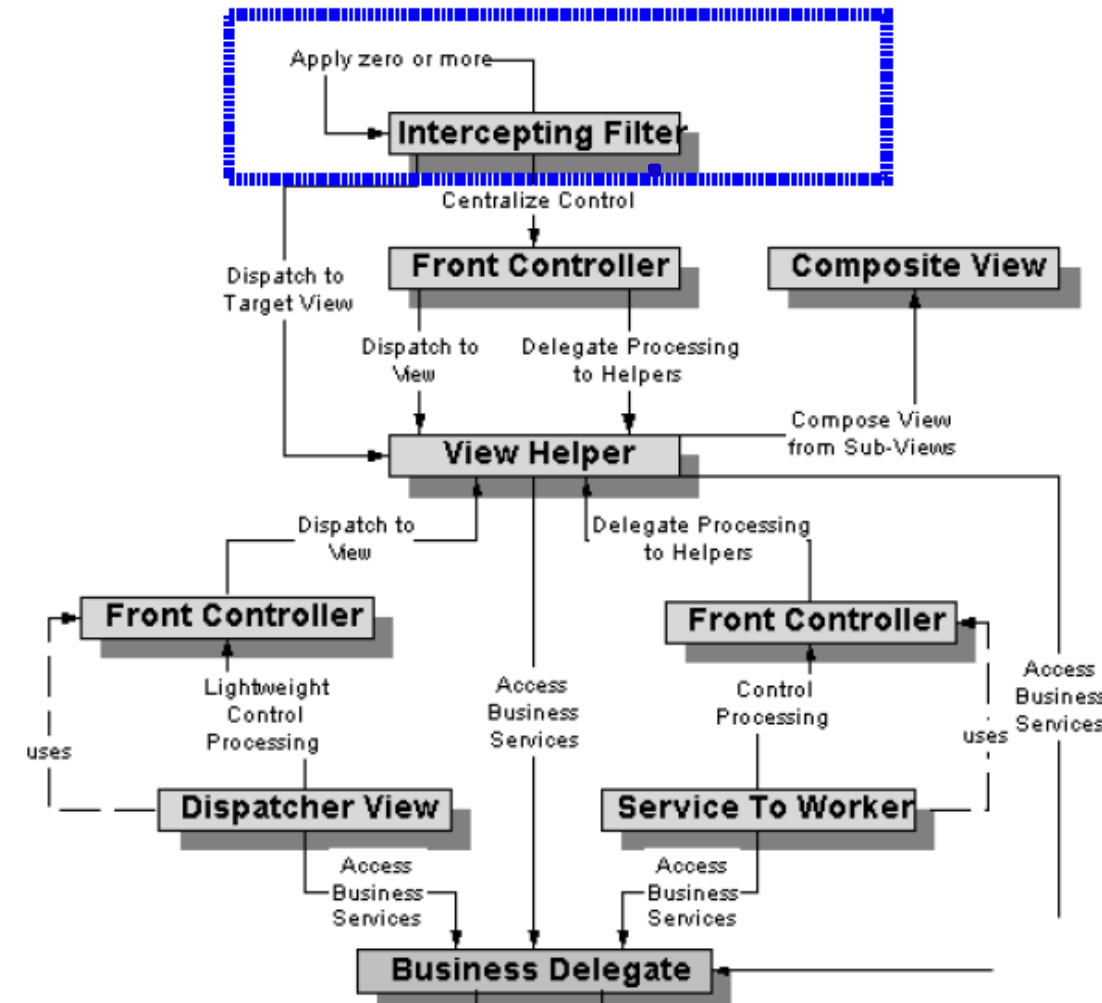 Apply zero or more
Intercepting Filter
Centralize Control
Front Controller
Composite View
Dispatch to
Target View
Dispatch to
View
Delegate Processing
to Helpers
Compose View
from Sub-Views
View Helper
Dispatch to
View
Delegate Processing
to Helpers
Front Controller
Front Controller
Lightweight
Control
Processing
Access
Business
Services
Control
Processing
Access
Business
Services
uses
uses
Dispatcher View
Service To Worker
Access
Business
Services
Access
Business
Services
Business Delegate